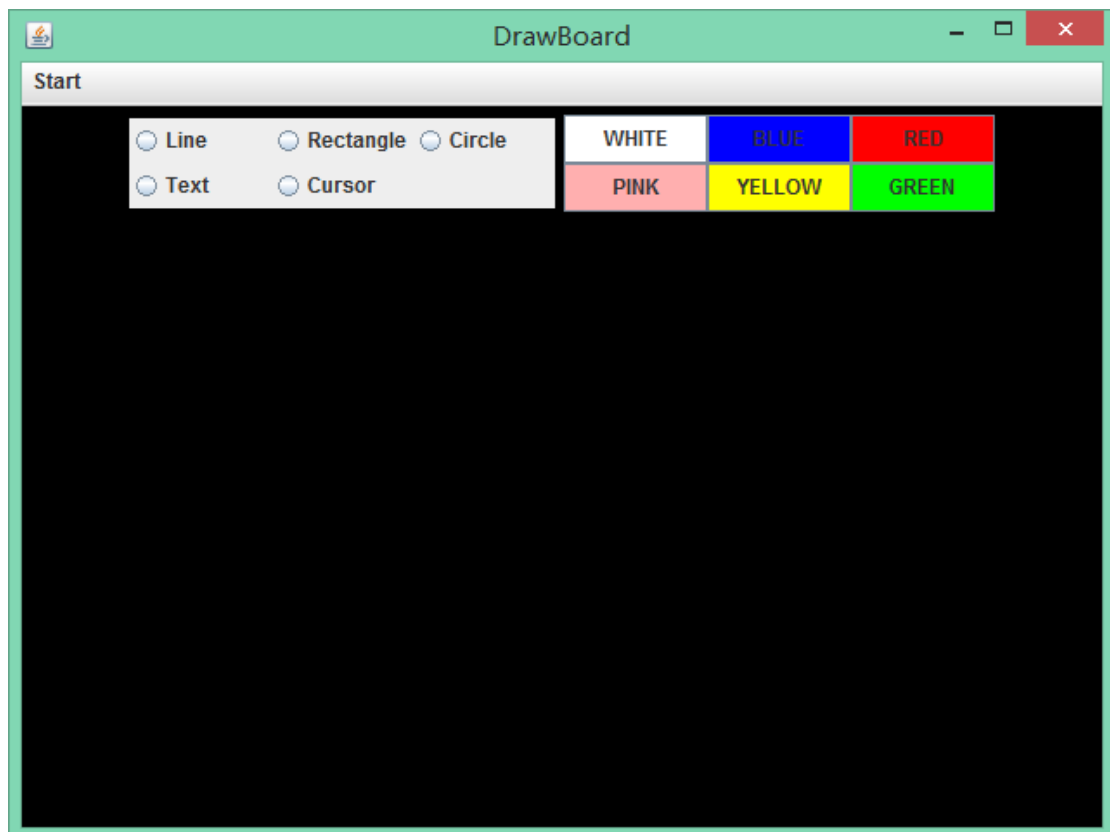 DrawBoard
Start
Line Rectangle Circle WHITE BLUE RED
Text Cursor PINK YELLOW GREEN